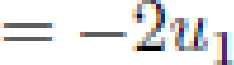 = −2u₁